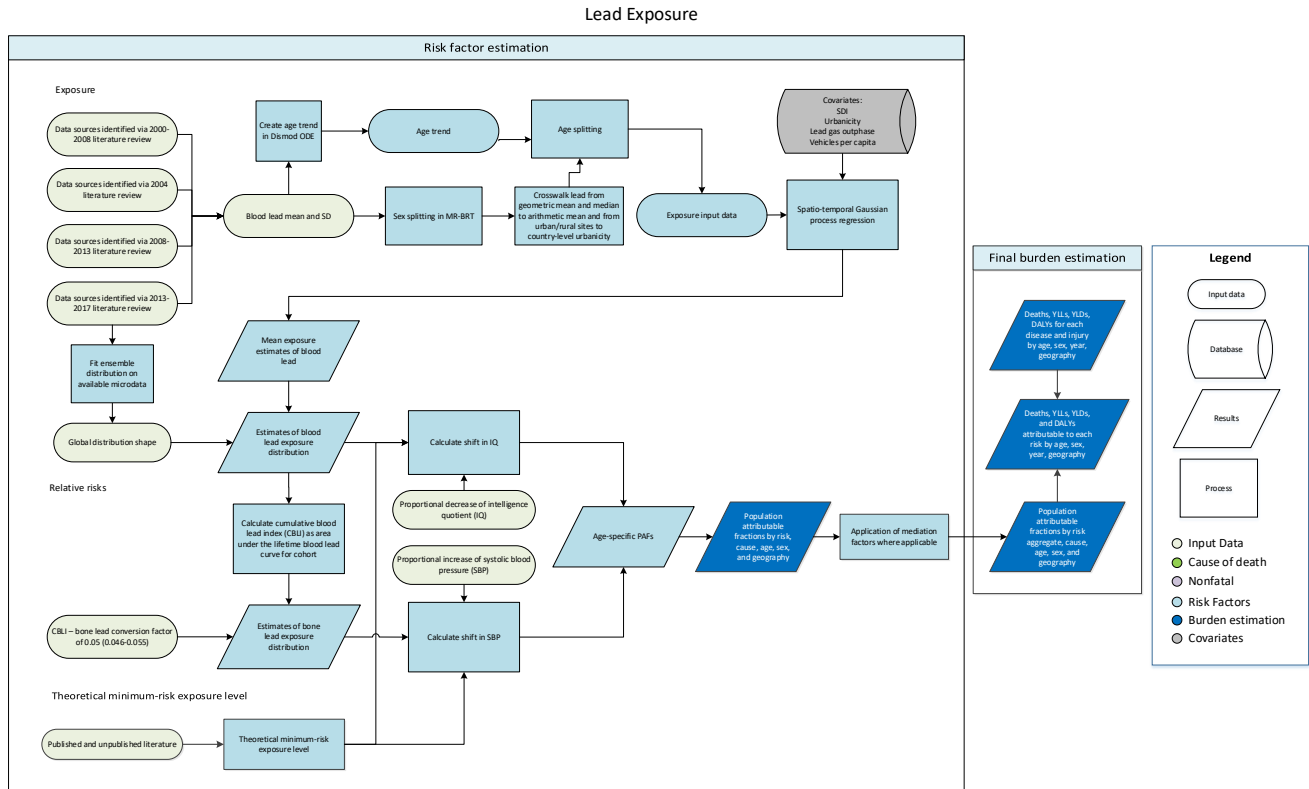 Lead Exposure
Risk factor estimation
Exposure
Data sources identified via 2000-
2008 literature review
Data sources identified via 2004
literature review
Data sources identified via 2008-
2013 literature review
Data sources identified via 2013-
2017 literature review
Create age trend
in Dismod ODE
Age trend
Age splitting
Covariates:
SDI
Urbanicity
Lead gas outphase
Vehicles per capita
Blood lead mean and SD
Sex splitting in MR-BRT
Crosswalk lead from
geometric mean and median
to arithmetic mean and from
urban/rural sites to
country-level urbanicity
Exposure input data
Spatio-temporal Gaussian
process regression
Fit ensemble
distribution on
available microdata
Mean exposure
estimates of blood
lead
Global distribution shape
Estimates of blood
lead exposure
distribution
Calculate shift in IQ
Relative risks
Proportional decrease of intelligence
quotient (IQ)
Calculate cumulative blood
lead index (CBLI) as area
under the lifetime blood lead
curve for cohort
Proportional increase of systolic blood
pressure (SBP)
Age-specific PAFs
Population
attributable
fractions by risk,
cause, age, sex,
and geography
Application of mediation
factors where applicable
CBLI – bone lead conversion factor
of 0.05 (0.046-0.055)
Estimates of bone
lead exposure
distribution
Calculate shift in SBP
Theoretical minimum-risk exposure level
Published and unpublished literature
Theoretical minimum-risk
exposure level
Final burden estimation
Deaths, YLLs, YLDs,
DALYs for each
disease and injury
by age, sex, year,
geography
Deaths, YLLs, YLDs,
and DALYs
attributable to each
risk by age, sex,
year, geography
Population
attributable
fractions by risk
aggregate, cause,
age, sex, and
geography
Legend
Input data
Database
Results
Process
Input Data
Cause of death
Nonfatal
Risk Factors
Burden estimation
Covariates